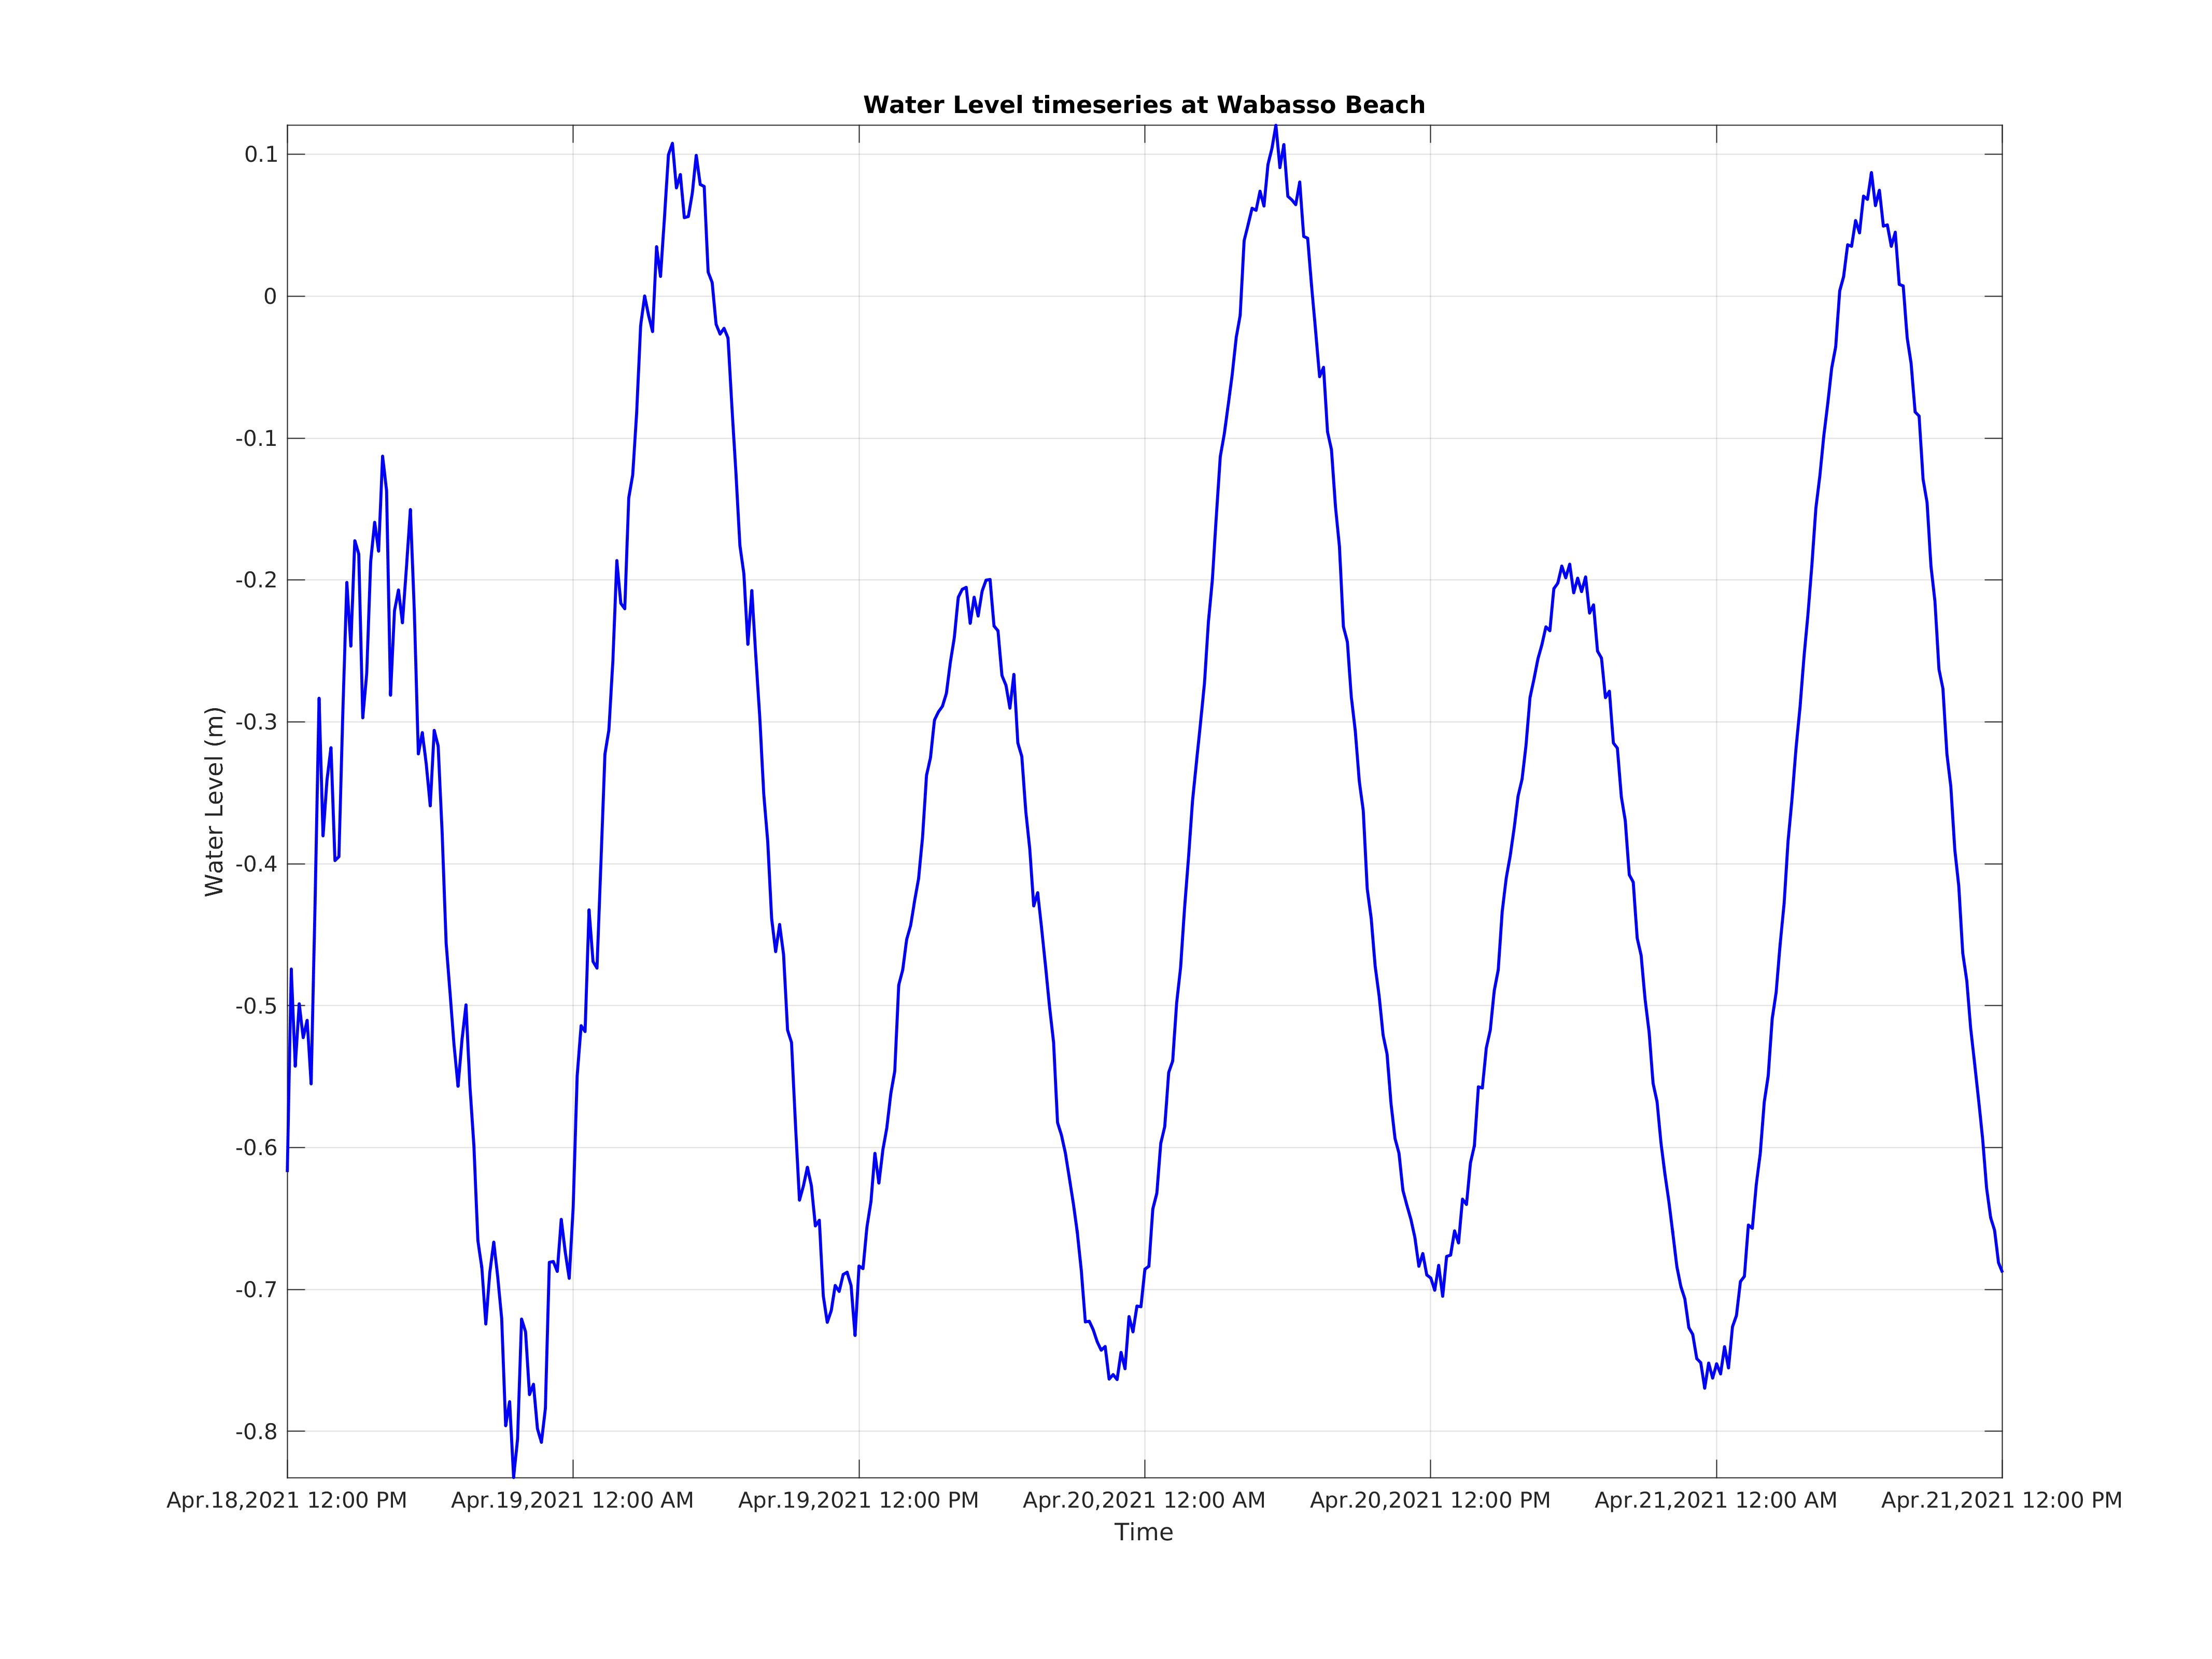 Water Level timeseries at Wabasso Beach
0.1
0
-0.1
-0.2
-0.3
-0.4
-0.5
-0.6
-0.7
-0.8
Water Level (m)
Apr.18,2021 12:00 PM
Apr.19,2021 12:00 AM
Apr.19,2021 12:00 PM
Apr.20,2021 12:00 AM
Apr.20,2021 12:00 PM
Apr.21,2021 12:00 AM
Apr.21,2021 12:00 PM
Time